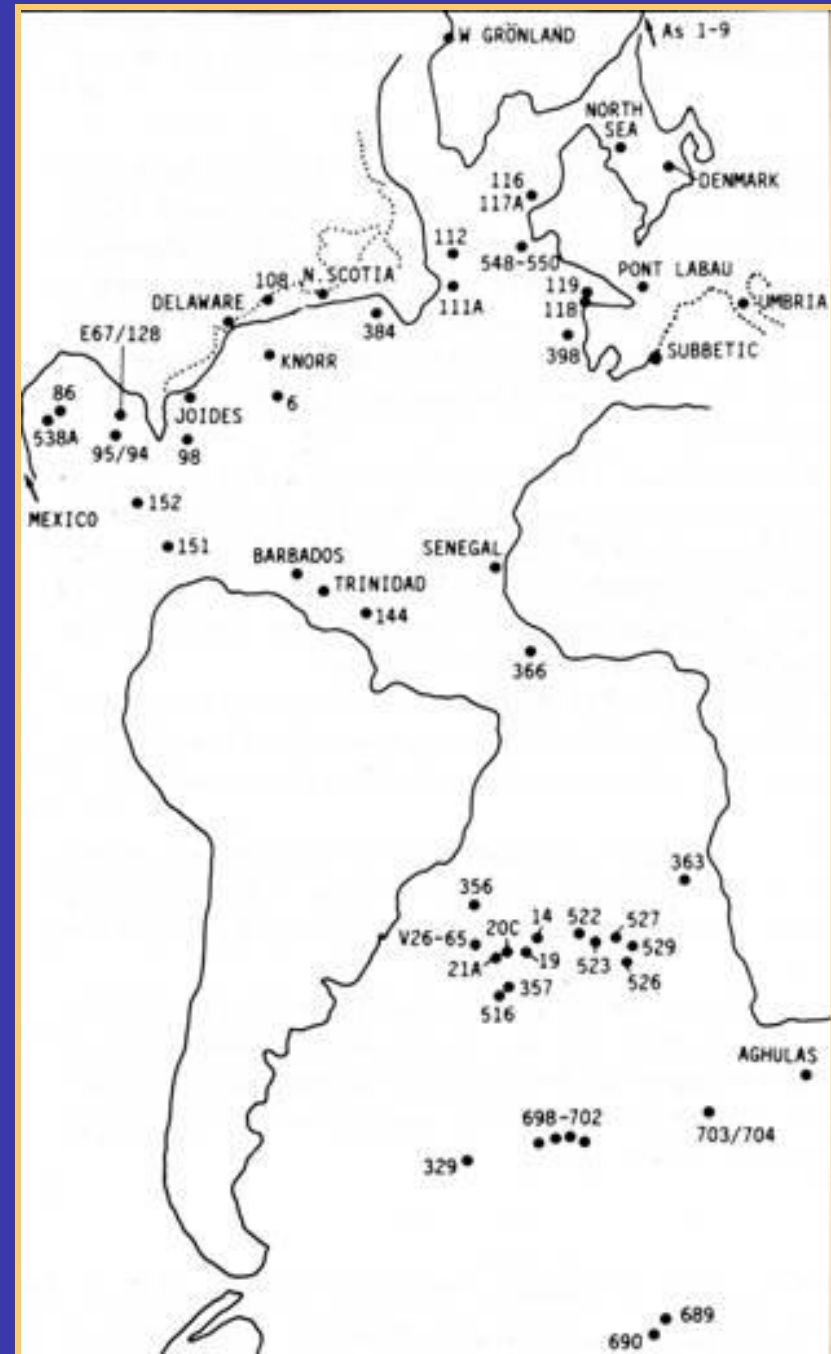 W GRÖNLAND
As 1-9
NORTH
SEA
DENMARK
116
117A
112
548-550
111A
119
118
PONT LABAU
UMBRIA
108
N.SCOTIA
DELAWARE
384
398
SUBBETIC
E67/128
KNORR
86
6
538A
JOIDES
95/94
98
152
MEXICO
151
BARBADOS
SENEGAL
TRINIDAD
144
366
363
356
14
522
527
V26-65
20C
529
21A
19
523
526
357
516
AGHULAS
698-702
703/704
329
689
690